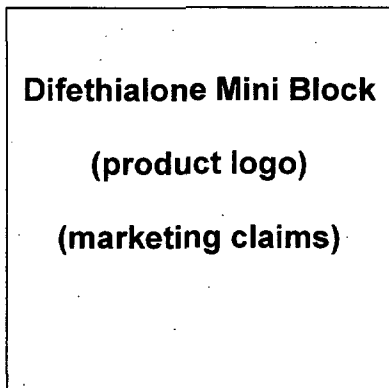 Difethialone Mini Block
(product logo)
(marketing claims)